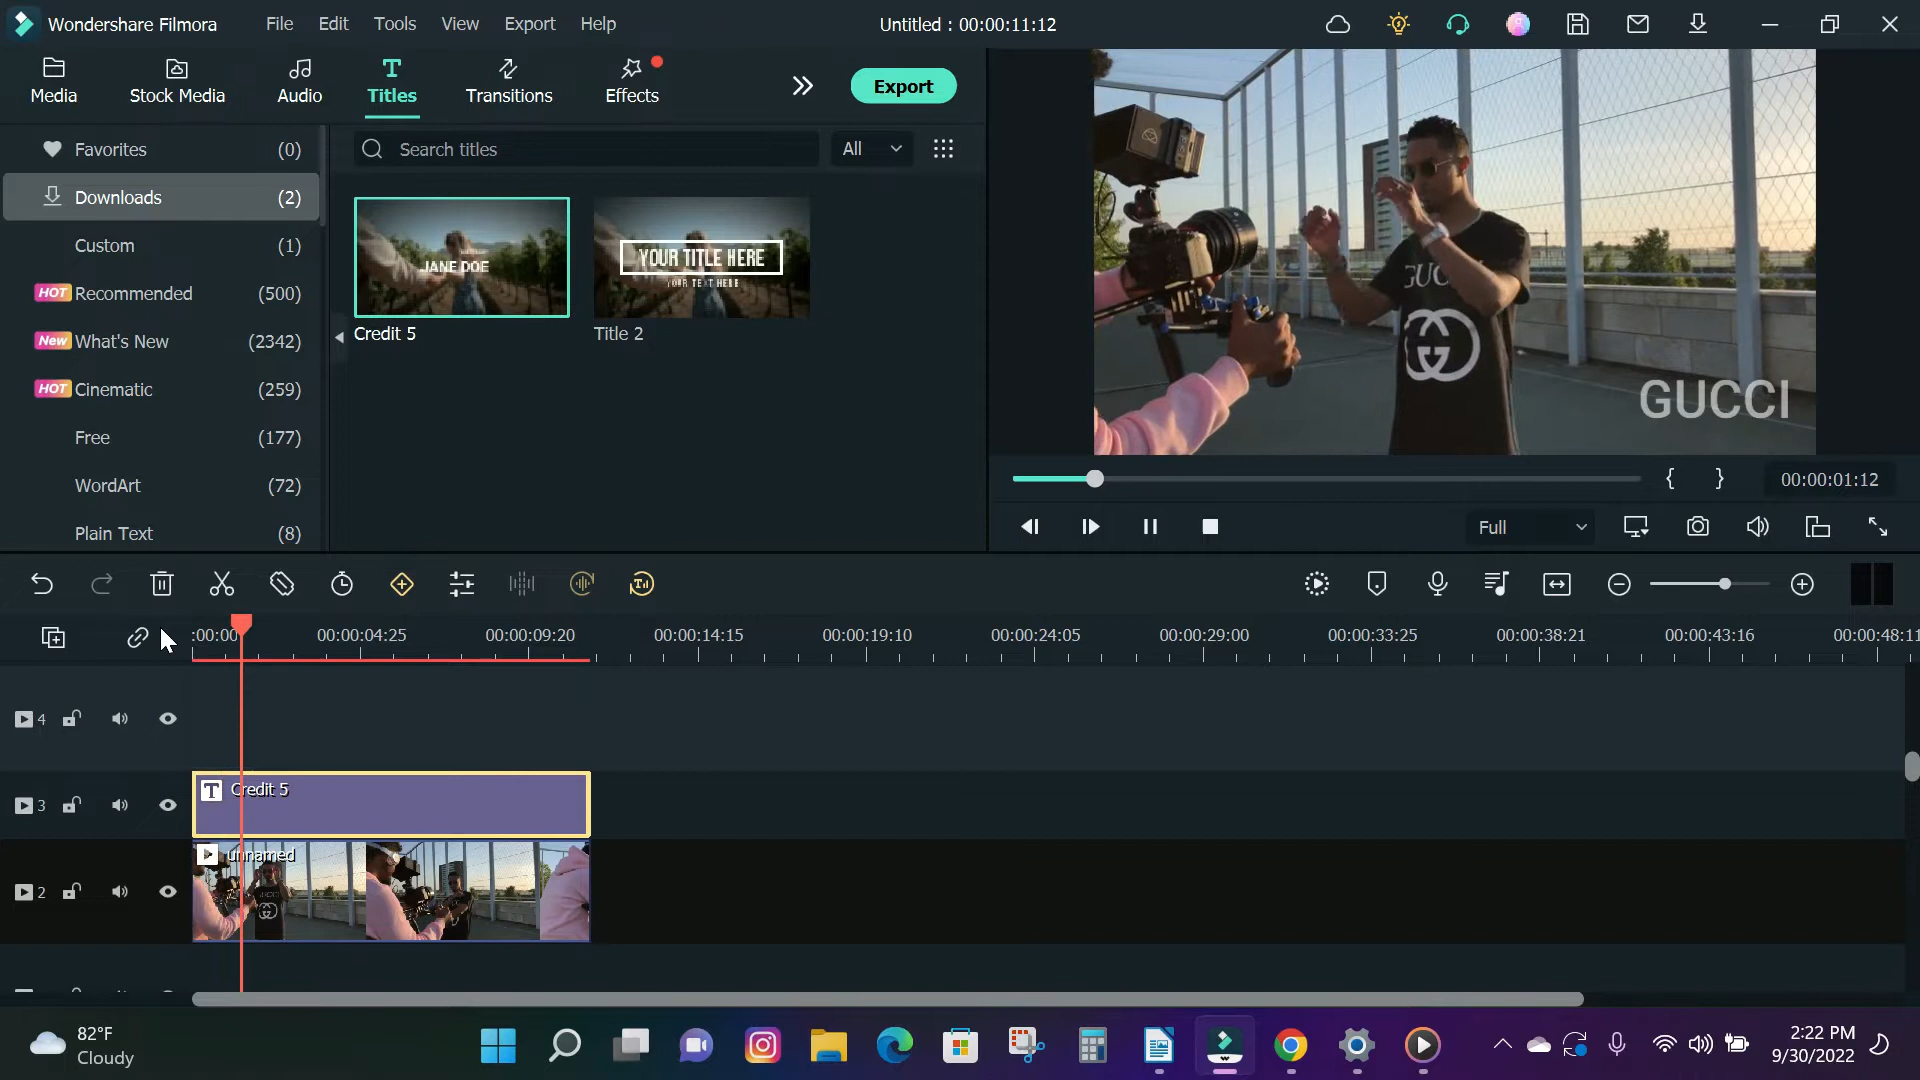 Wondershare Filmora
File
Edit
Tools
View
Export
Help
Untitled : 00:00:11:12
Media
Stock Media
Audio
Titles
Transitions
Effects
Export
Favorites (0)
Downloads (2)
Custom (1)
HOT Recommended (500)
New What's New (2342)
HOT Cinematic (259)
Free (177)
WordArt (72)
Plain Text (8)
Search titles
All
JANE DOE
Credit 5
YOUR TITLE HERE
YOUR TEXT HERE
Title 2
GUCCI
00:00:01:12
Full
:00:00
00:00:04:25
00:00:09:20
00:00:14:15
00:00:19:10
00:00:24:05
00:00:29:00
00:00:33:25
00:00:38:21
00:00:43:16
00:00:48:11
4
3
T Credit 5
2
unnamed
82°F
Cloudy
2:22 PM
9/30/2022